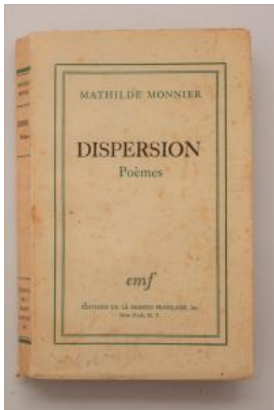 MATHILDE MONNIER
DISPERSION
Poèmes
emf
ÉDITIONS DE LA MAISON FRANÇAISE, INC.
New York, N. Y.